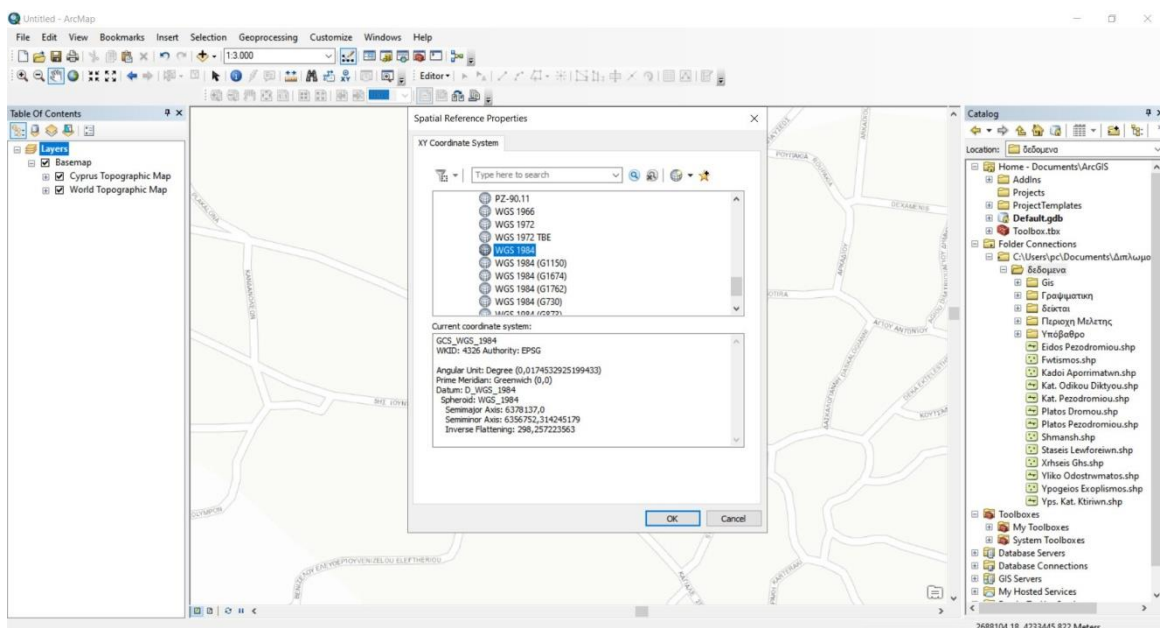 Untitled - ArcMap
File Edit View Bookmarks Insert Selection Geoprocessing Customize Windows Help
1:3.000
Editor
Table Of Contents
Layers
Basemap
Cyprus Topographic Map
World Topographic Map
Spatial Reference Properties
XY Coordinate System
Type here to search
PZ-90.11
WGS 1966
WGS 1972
WGS 1972 TBE
WGS 1984
WGS 1984 (G1150)
WGS 1984 (G1674)
WGS 1984 (G1762)
WGS 1984 (G730)
WGS 1984 (G873)
Current coordinate system:
GCS_WGS_1984
WKID: 4326 Authority: EPSG
Angular Unit: Degree (0,0174532925199433)
Prime Meridian: Greenwich (0,0)
Datum: D_WGS_1984
Spheroid: WGS_1984
Semimajor Axis: 6378137,0
Semiminor Axis: 6356752,314245179
Inverse Flattening: 298,257223563
OK Cancel
Catalog
Location: δεδομενα
Home - Documents\ArcGIS
AddIns
Projects
ProjectTemplates
Default.gdb
Toolbox.tbx
Folder Connections
C:\Users\pc\Documents\Διπλωμα
δεδομενα
Gis
Γραψιματικη
δεικται
Περιοχη Μελετης
Υπόβαθρο
Eidos Pezodromiou.shp
Fwtismos.shp
Kadoi Aporrimatwn.shp
Kat. Odikou Diktyou.shp
Kat. Pezodromiou.shp
Platos Dromou.shp
Platos Pezodromiou.shp
Shmansh.shp
Staseis Lewforeiwn.shp
Xrhseis Ghs.shp
Yliko Odostrwmatos.shp
Ypogeios Exoplismos.shp
Yps. Kat. Ktiriwn.shp
Toolboxes
My Toolboxes
System Toolboxes
Database Servers
Database Connections
GIS Servers
My Hosted Services
2688104,18 4233445,822 Meters